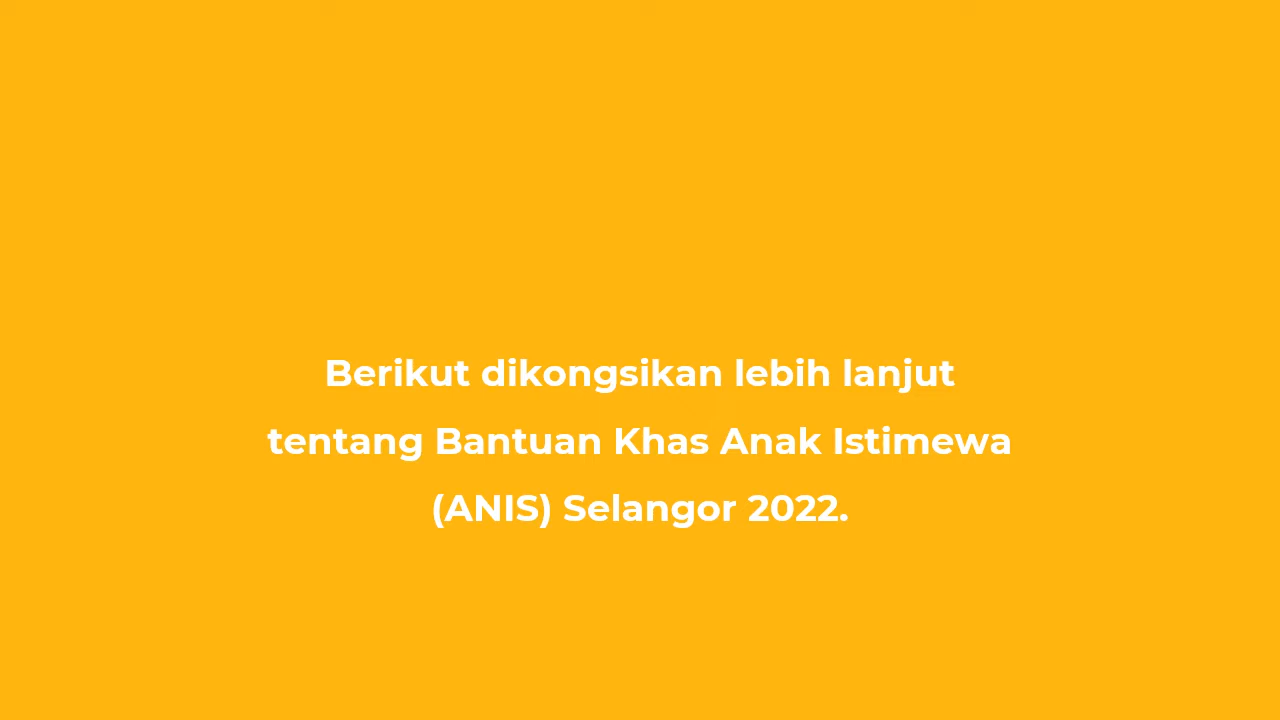 Berikut dikongsikan lebih lanjut
tentang Bantuan Khas Anak Istimewa
(ANIS) Selangor 2022.